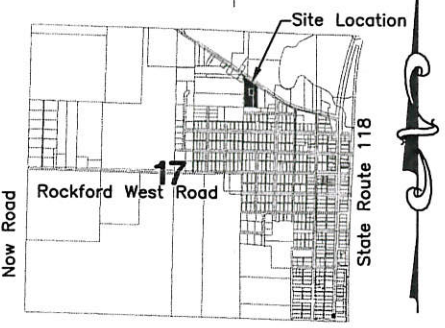 Site Location
17
Rockford West Road
Now Road
State Route 118